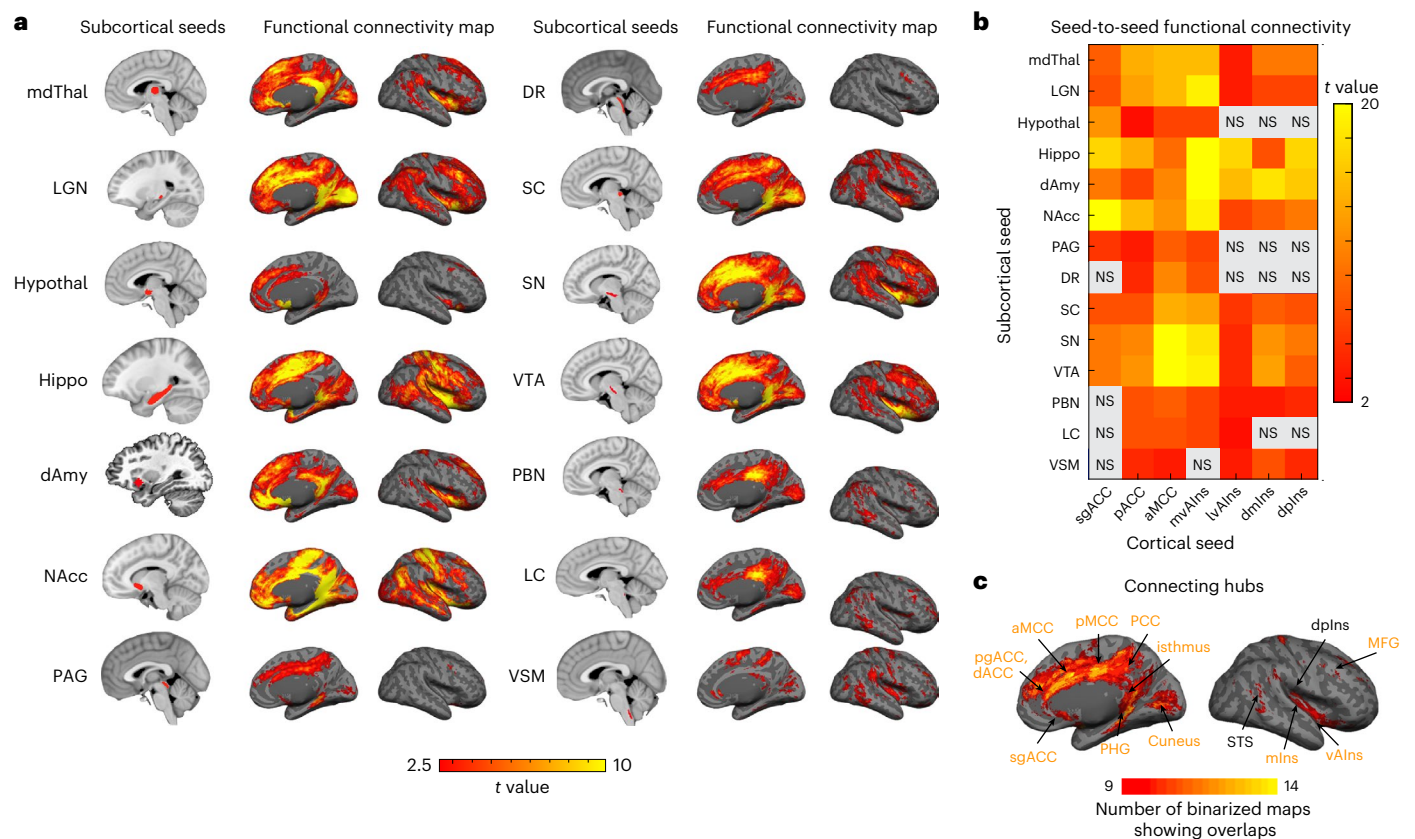 a
Subcortical seeds
Functional connectivity map
Subcortical seeds
Functional connectivity map
mdThal
LGN
Hypothal
Hippo
dAmy
NAcc
PAG
DR
SC
SN
VTA
PBN
LC
VSM
2.5
10
t value
b
Seed-to-seed functional connectivity
Subcortical seed
mdThal
LGN
Hypothal
NS NS NS
Hippo
dAmy
NAcc
PAG
NS NS NS
DR
NS NS NS NS
SC
SN
VTA
PBN
NS
LC
NS NS NS
VSM
NS NS
sgACC
pACC
aMCC
mvAIns
lvAIns
dmIns
dpIns
Cortical seed
t value
20
2
c
Connecting hubs
aMCC
pMCC
PCC
isthmus
pgACC,
dACC
sgACC
PHG
Cuneus
dpIns
MFG
STS
mIns
vAIns
9
14
Number of binarized maps
showing overlaps